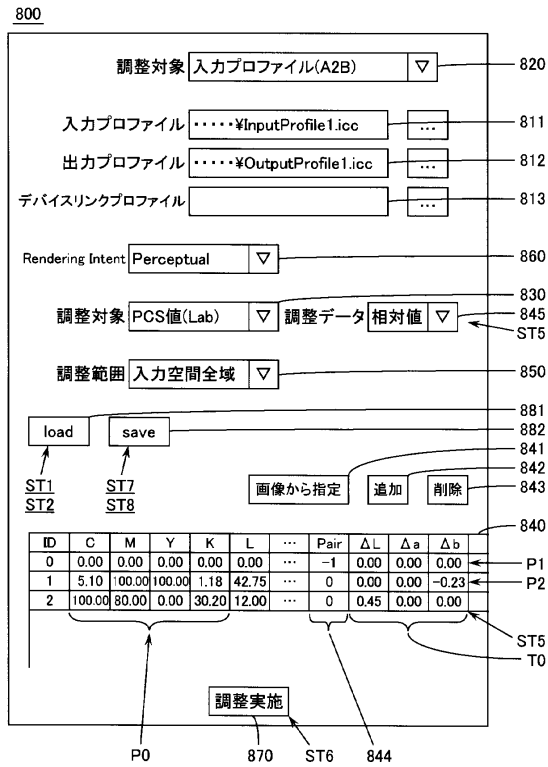 800
調整対象 入力プロファイル(A2B) ▽ 820
入力プロファイル ‥‥‥¥InputProfile1.icc … 811
出力プロファイル ‥‥‥¥OutputProfile1.icc … 812
デバイスリンクプロファイル … 813
Rendering Intent Perceptual ▽ 860
調整対象 PCS値(Lab) ▽ 830 調整データ 相対値 ▽ 845
ST5
調整範囲 入力空間全域 ▽ 850
load save 881
882
ST1 ST7
ST2 ST8
841
画像から指定 追加 削除 842
843
840
ID C M Y K L … Pair ΔL Δa Δb
0 0.00 0.00 0.00 0.00 0.00 … −1 0.00 0.00 0.00 P1
1 5.10 100.00 100.00 1.18 42.75 … 0 0.00 0.00 −0.23 P2
2 100.00 80.00 0.00 30.20 12.00 … 0 0.45 0.00 0.00
ST5
T0
調整実施
P0 870 ST6 844